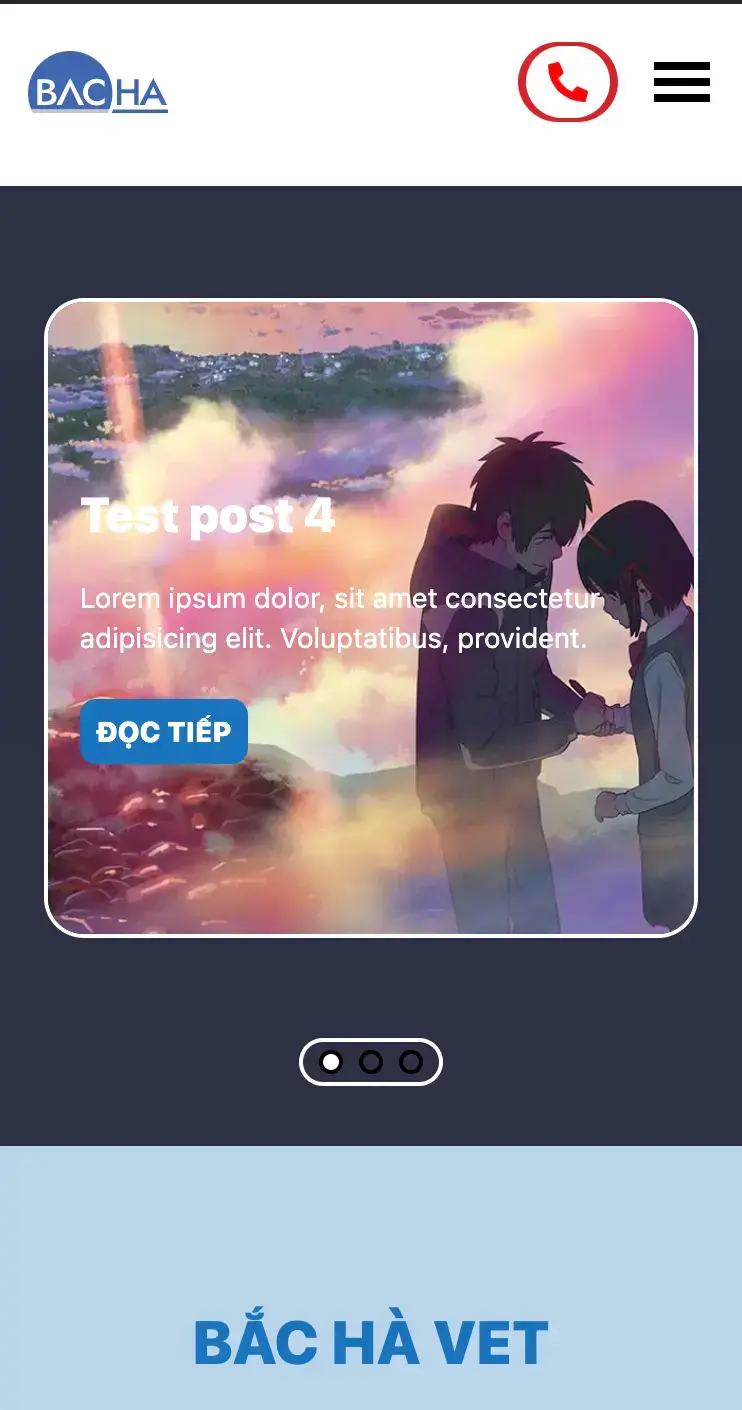 BACHA
Test post 4
Lorem ipsum dolor, sit amet consectetur
adipisicing elit. Voluptatibus, provident.
ĐỌC TIẾP
BẮC HÀ VET